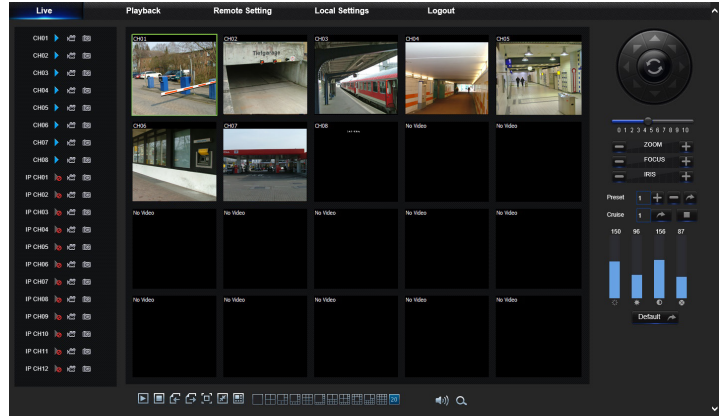 Live Playback Remote Setting Local Settings Logout
CH01
CH02
CH03
CH04
CH05
CH06
CH07
CH08
IP CH01
IP CH02
IP CH03
IP CH04
IP CH05
IP CH06
IP CH07
IP CH08
IP CH09
IP CH10
IP CH11
IP CH12
CH01 CH02 CH03 CH04 CH05
Tiefgarage
CH06 CH07 CH08 No Video No Video
No Video No Video No Video No Video No Video
No Video No Video No Video No Video No Video
20
0 1 2 3 4 5 6 7 8 9 10
ZOOM
FOCUS
IRIS
Preset 1
Cruise 1
150 96 156 87
Default